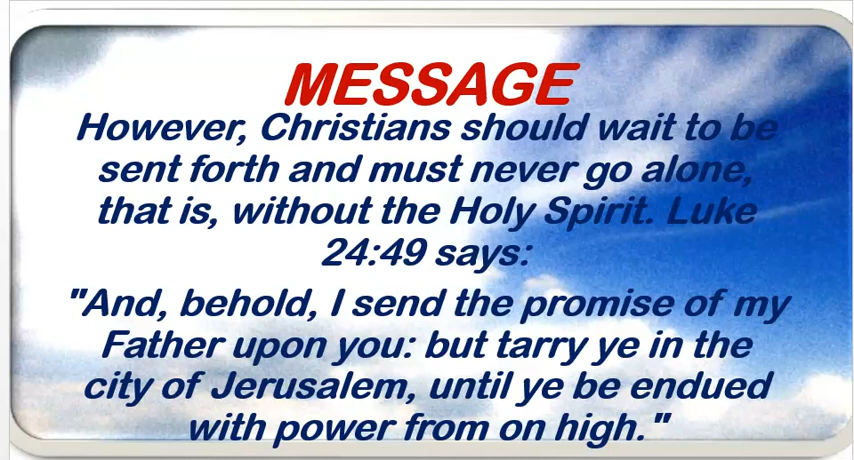 MESSAGE
However, Christians should wait to be
sent forth and must never go alone,
that is, without the Holy Spirit. Luke
24:49 says:
"And, behold, I send the promise of my
Father upon you: but tarry ye in the
city of Jerusalem, until ye be endued
with power from on high."